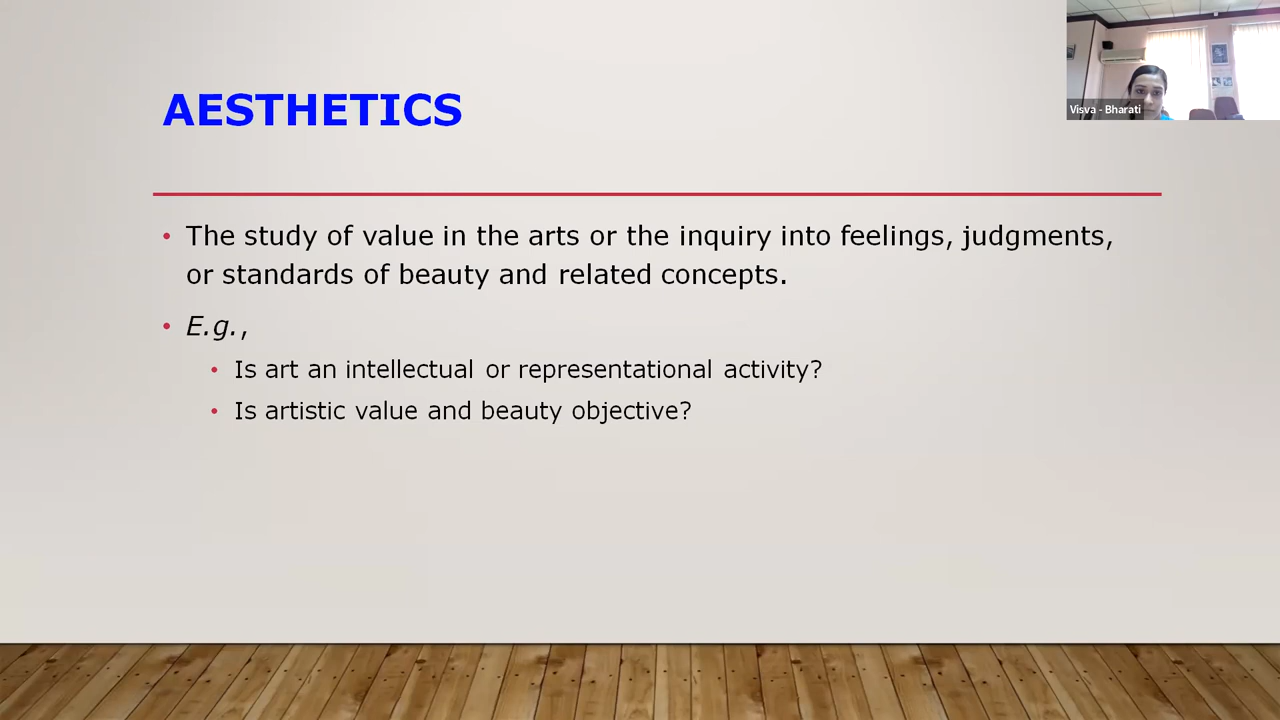 AESTHETICS
Visva - Bharati
• The study of value in the arts or the inquiry into feelings, judgments,
or standards of beauty and related concepts.
• E.g.,
• Is art an intellectual or representational activity?
• Is artistic value and beauty objective?